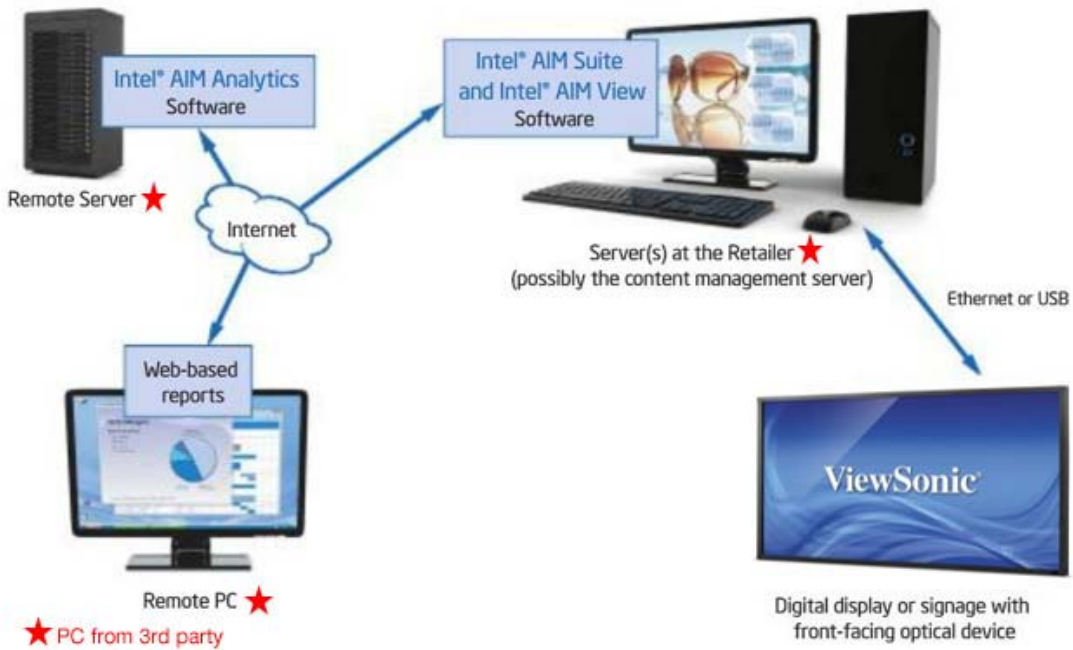 Intel® AIM Analytics
Software
Remote Server
Internet
Intel® AIM Suite
and Intel® AIM View
Software
Server(s) at the Retailer
(possibly the content management server)
Ethernet or USB
Web-based
reports
Remote PC
PC from 3rd party
ViewSonic®
Digital display or signage with
front-facing optical device